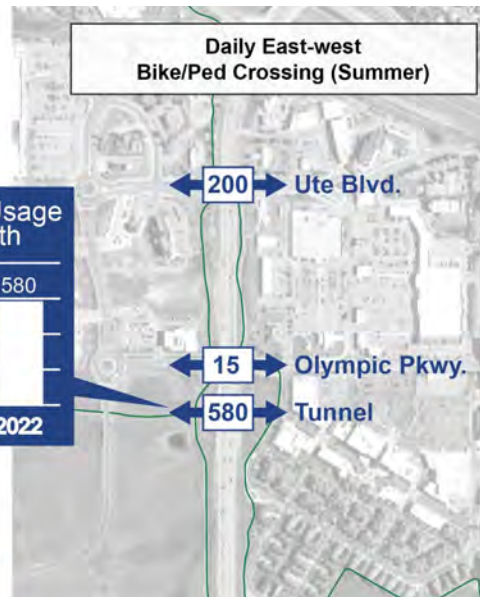 Daily East-west
Bike/Ped Crossing (Summer)
200 Ute Blvd.
Usage
th
580
15 Olympic Pkwy.
580 Tunnel
2022